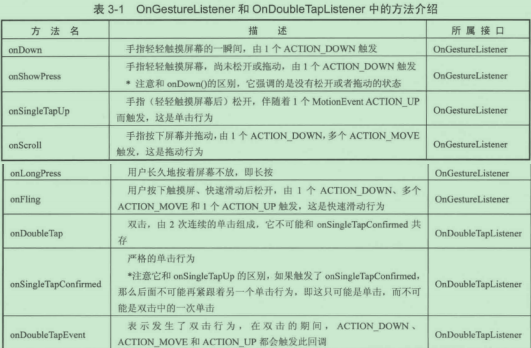 表 3-1 OnGestureListener 和 OnDoubleTapListener 中的方法介绍
方 法 名 描 述 所 属 接 口
onDown 手指轻轻触摸屏幕的一瞬间，由 1 个 ACTION_DOWN 触发 OnGestureListener
onShowPress 手指轻轻触摸屏幕，尚未松开或拖动，由 1 个 ACTION_DOWN 触发 OnGestureListener
* 注意和 onDown()的区别，它强调的是没有松开或者拖动的状态
onSingleTapUp 手指（轻轻触摸屏幕后）松开，伴随着 1 个 MotionEvent ACTION_UP OnGestureListener
而触发，这是单击行为
onScroll 手指按下屏幕并拖动，由 1 个 ACTION_DOWN，多个 ACTION_MOVE OnGestureListener
触发，这是拖动行为
onLongPress 用户长久地按着屏幕不放，即长按 OnGestureListener
onFling 用户按下触摸屏、快速滑动后松开，由 1 个 ACTION_DOWN、多个 OnGestureListener
ACTION_MOVE 和 1 个 ACTION_UP 触发，这是快速滑动行为
onDoubleTap 双击，由 2 次连续的单击组成，它不可能和 onSingleTapConfirmed 共 OnDoubleTapListener
存
严格的单击行为
onSingleTapConfirmed *注意它和 onSingleTapUp 的区别，如果触发了 onSingleTapConfirmed， OnDoubleTapListener
那么后面不可能再紧跟着另一个单击行为，即这只可能是单击，而不可
能是双击中的一次单击
onDoubleTapEvent 表示发生了双击行为，在双击的期间，ACTION_DOWN、 OnDoubleTapListener
ACTION_MOVE 和 ACTION_UP 都会触发此回调